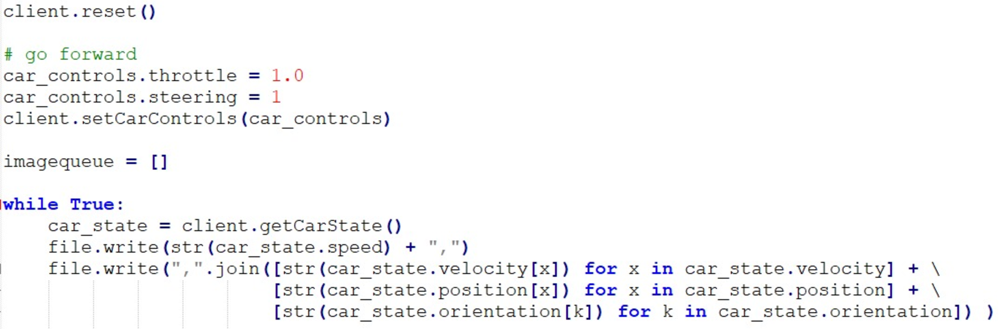 client.reset()
# go forward
car_controls.throttle = 1.0
car_controls.steering = 1
client.setCarControls(car_controls)
imagequeue = []
while True:
car_state = client.getCarState()
file.write(str(car_state.speed) + ",")
file.write(",".join([str(car_state.velocity[x]) for x in car_state.velocity] + \
[str(car_state.position[x]) for x in car_state.position] + \
[str(car_state.orientation[k]) for k in car_state.orientation]) )